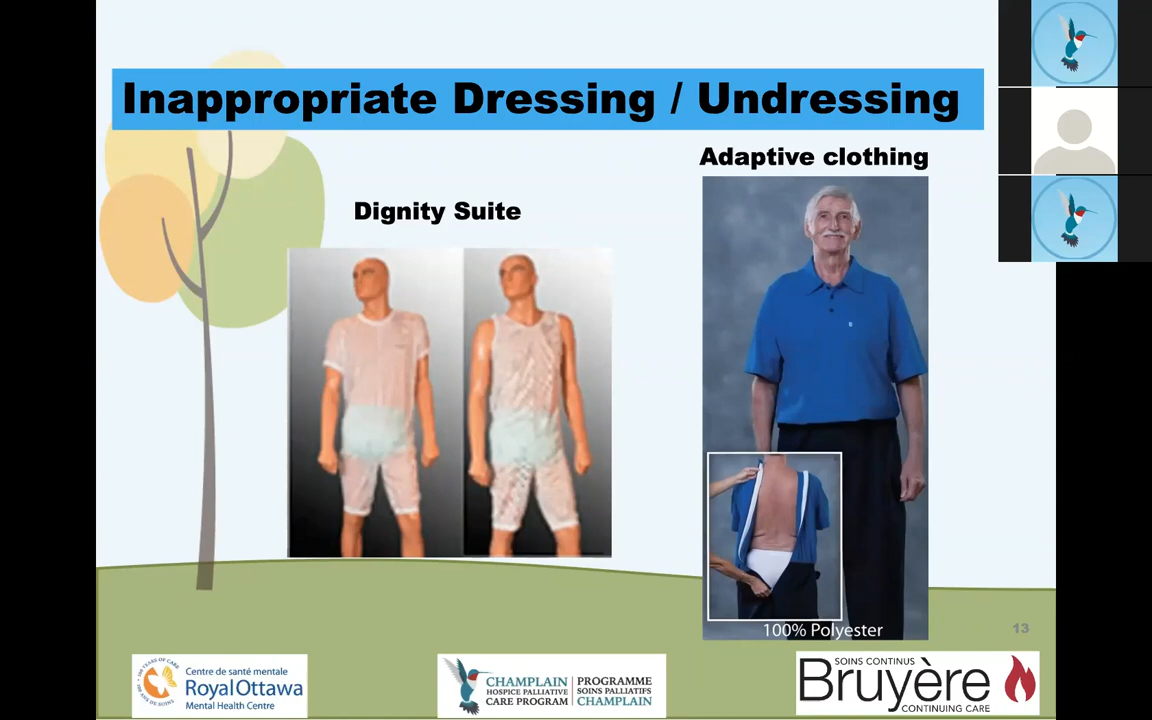 Inappropriate Dressing / Undressing
Adaptive clothing
Dignity Suite
100% Polyester
13
Centre de santé mentale
Royal Ottawa
Mental Health Centre
CHAMPLAIN
HOSPICE PALLIATIVE
CARE PROGRAM
PROGRAMME
SOINS PALLIATIFS
CHAMPLAIN
SOINS CONTINUS
Bruyère
CONTINUING CARE